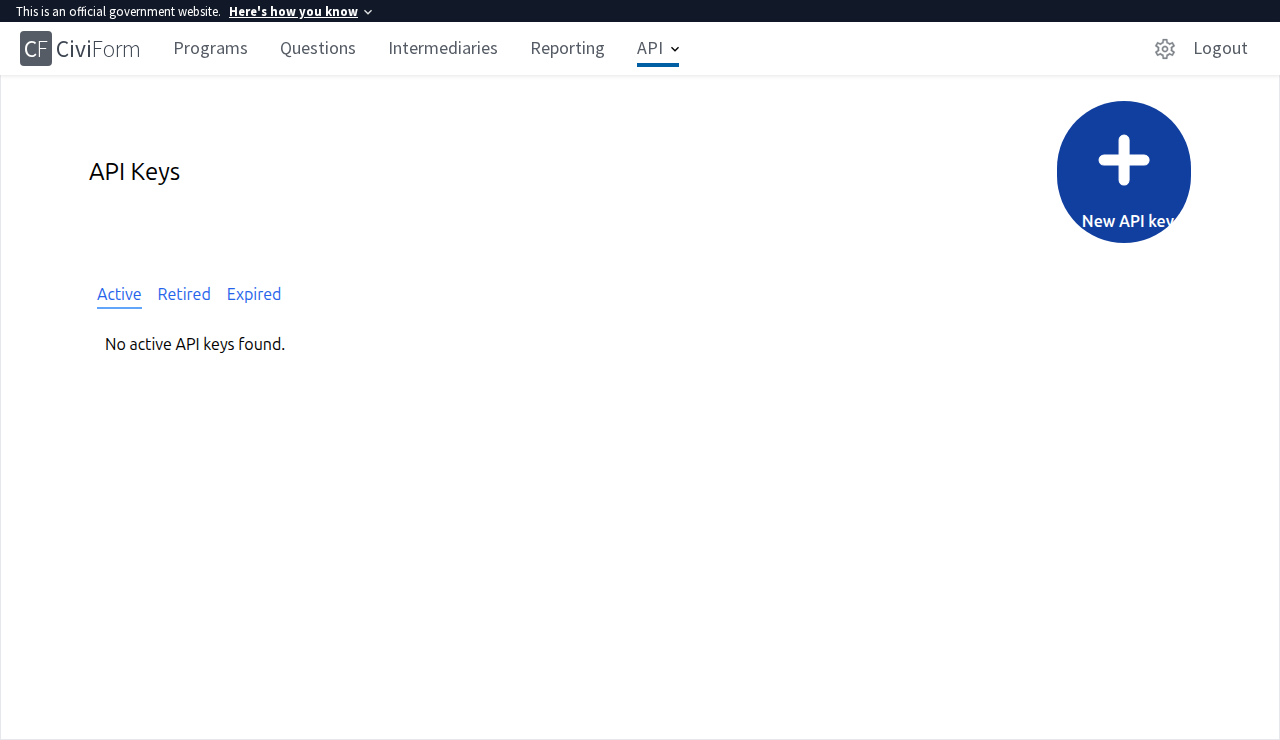 This is an official government website. Here's how you know
CF CiviForm Programs Questions Intermediaries Reporting API Logout
API Keys
New API key
Active Retired Expired
No active API keys found.